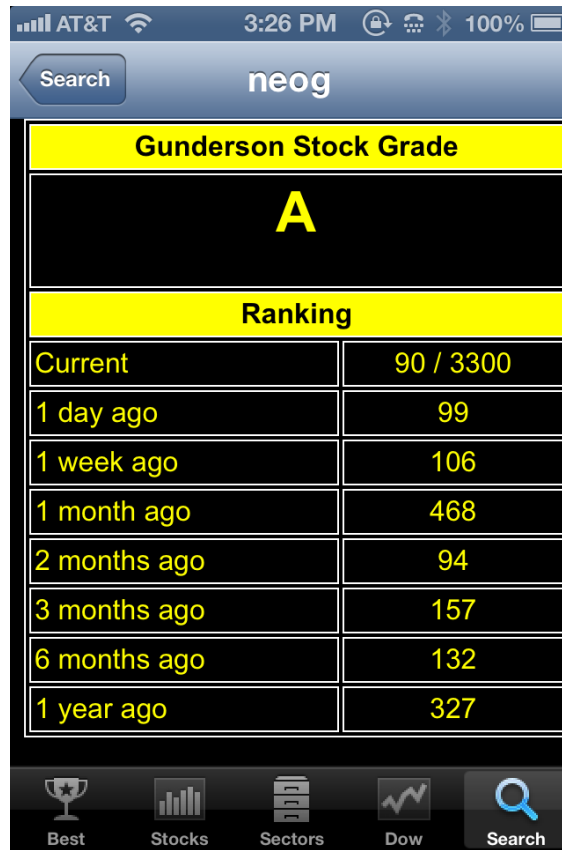 AT&T 3:26 PM 100%
Search neog
Gunderson Stock Grade
A
Ranking
Current 90 / 3300
1 day ago 99
1 week ago 106
1 month ago 468
2 months ago 94
3 months ago 157
6 months ago 132
1 year ago 327
Best Stocks Sectors Dow Search